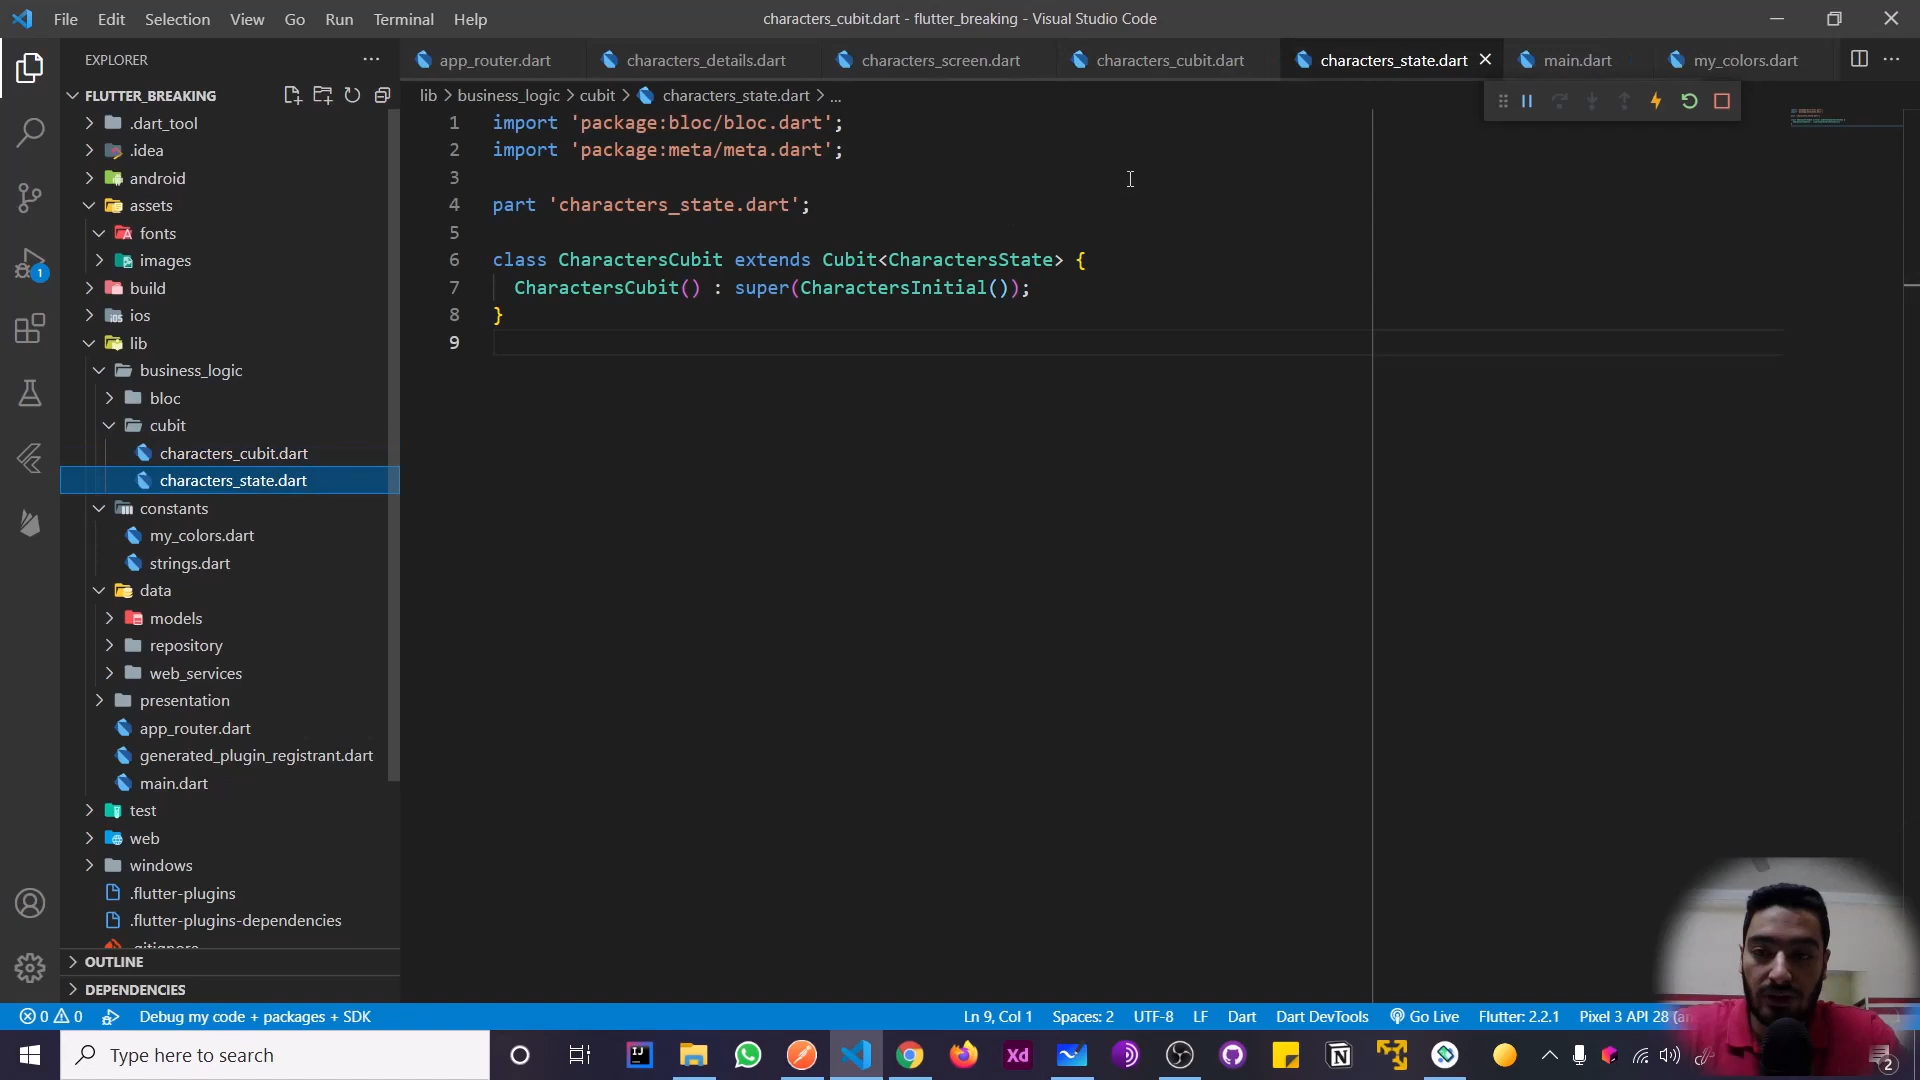 File Edit Selection View Go Run Terminal Help
characters_cubit.dart - flutter_breaking - Visual Studio Code
EXPLORER
app_router.dart
characters_details.dart
characters_screen.dart
characters_cubit.dart
characters_state.dart
main.dart
my_colors.dart
lib > business_logic > cubit > characters_state.dart > ...
FLUTTER_BREAKING
.dart_tool
.idea
android
assets
fonts
images
build
ios
lib
business_logic
bloc
cubit
characters_cubit.dart
characters_state.dart
constants
my_colors.dart
strings.dart
data
models
repository
web_services
presentation
app_router.dart
generated_plugin_registrant.dart
main.dart
test
web
windows
.flutter-plugins
.flutter-plugins-dependencies
.gitignore
OUTLINE
DEPENDENCIES
1 import 'package:bloc/bloc.dart';
2 import 'package:meta/meta.dart';
3
4 part 'characters_state.dart';
5
6 class CharactersCubit extends Cubit<CharactersState> {
7 CharactersCubit() : super(CharactersInitial());
8 }
9
1
0 0 Debug my code + packages + SDK
Ln 9, Col 1 Spaces: 2 UTF-8 LF Dart Dart DevTools Go Live Flutter: 2.2.1 Pixel 3 API 28
Type here to search
IJ
Xd
N
2